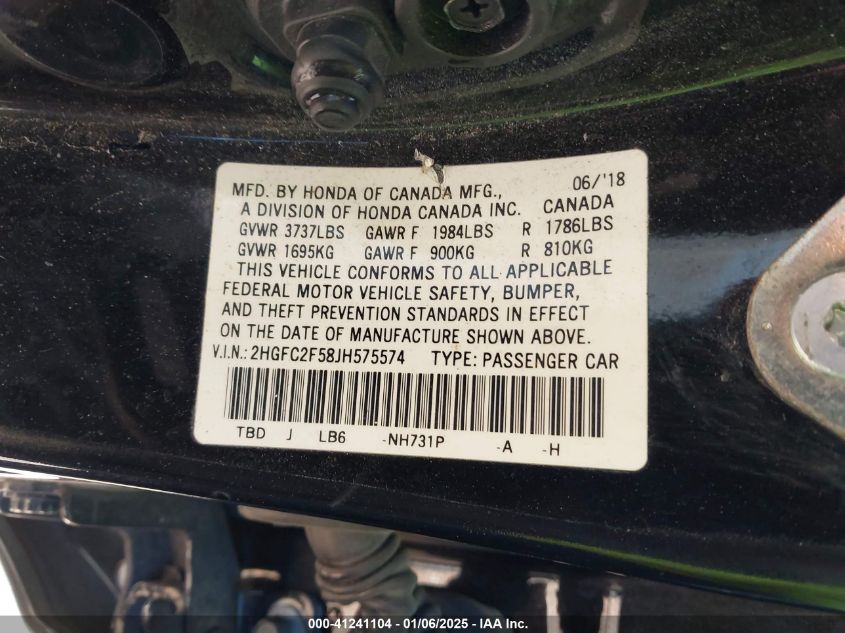 MFD. BY HONDA OF CANADA MFG., 06/'18
A DIVISION OF HONDA CANADA INC. CANADA
GVWR 3737LBS GAWR F 1984LBS R 1786LBS
GVWR 1695KG GAWR F 900KG R 810KG
THIS VEHICLE CONFORMS TO ALL APPLICABLE
FEDERAL MOTOR VEHICLE SAFETY, BUMPER,
AND THEFT PREVENTION STANDARDS IN EFFECT
ON THE DATE OF MANUFACTURE SHOWN ABOVE.
V.I.N.: 2HGFC2F58JH575574 TYPE: PASSENGER CAR
TBD J LB6 -NH731P -A -H
000-41241104 - 01/06/2025 - IAA Inc.